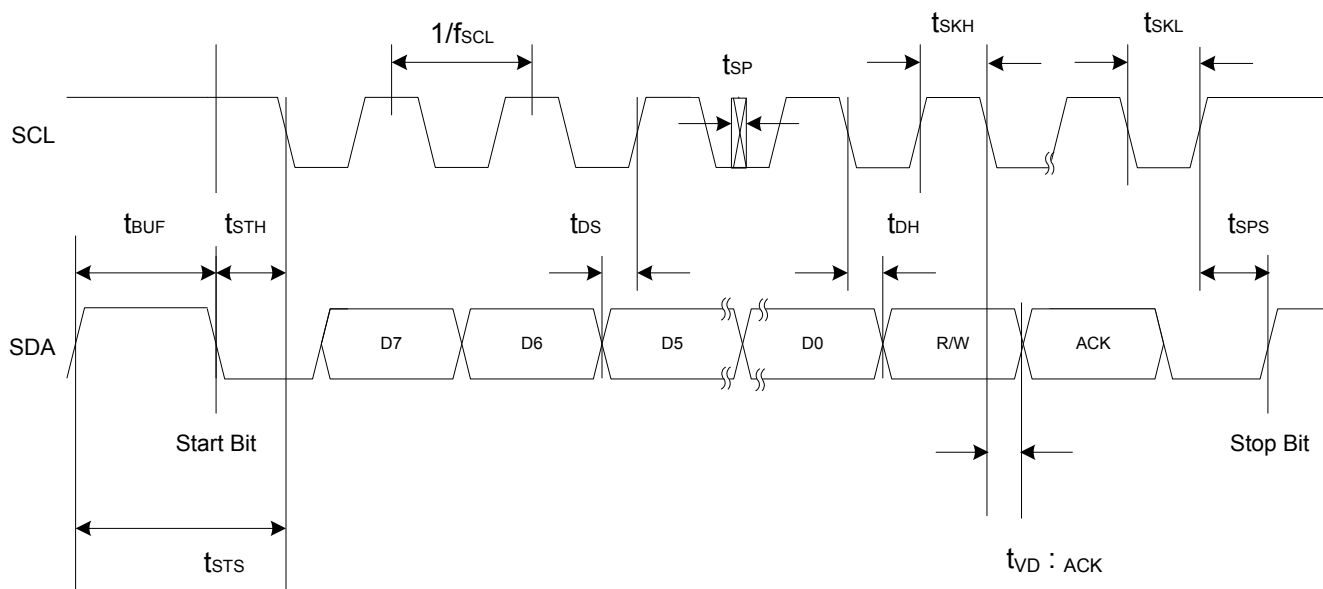 1/fSCL
tSKH
tSKL
tSP
SCL
tBUF
tSTH
tDS
tDH
tSPS
SDA
D7
D6
D5
D0
R/W
ACK
Start Bit
Stop Bit
tSTS
tVD : ACK